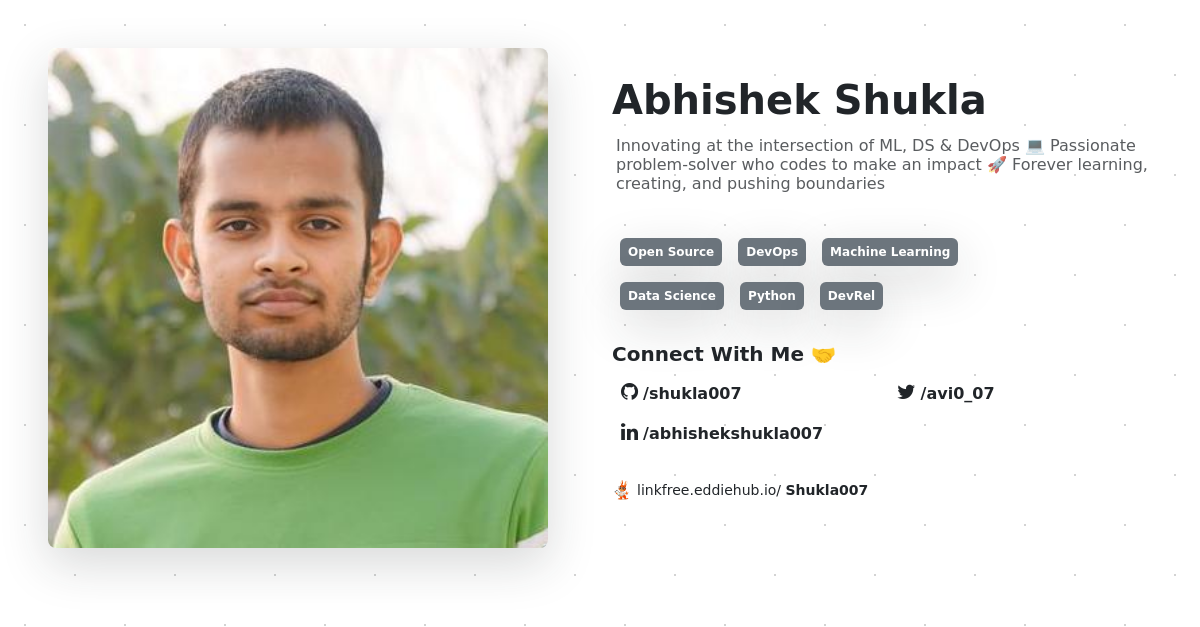 Abhishek Shukla
Innovating at the intersection of ML, DS & DevOps 💻 Passionate
problem-solver who codes to make an impact 🚀 Forever learning,
creating, and pushing boundaries
Open Source DevOps Machine Learning
Data Science Python DevRel
Connect With Me 🤝
/shukla007 /avi0_07
/abhishekshukla007
linkfree.eddiehub.io/ Shukla007